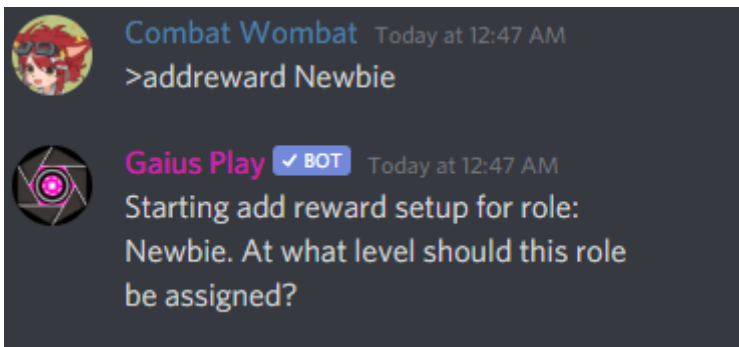 Combat Wombat Today at 12:47 AM
>addreward Newbie
Gaius Play ✓ BOT Today at 12:47 AM
Starting add reward setup for role:
Newbie. At what level should this role
be assigned?